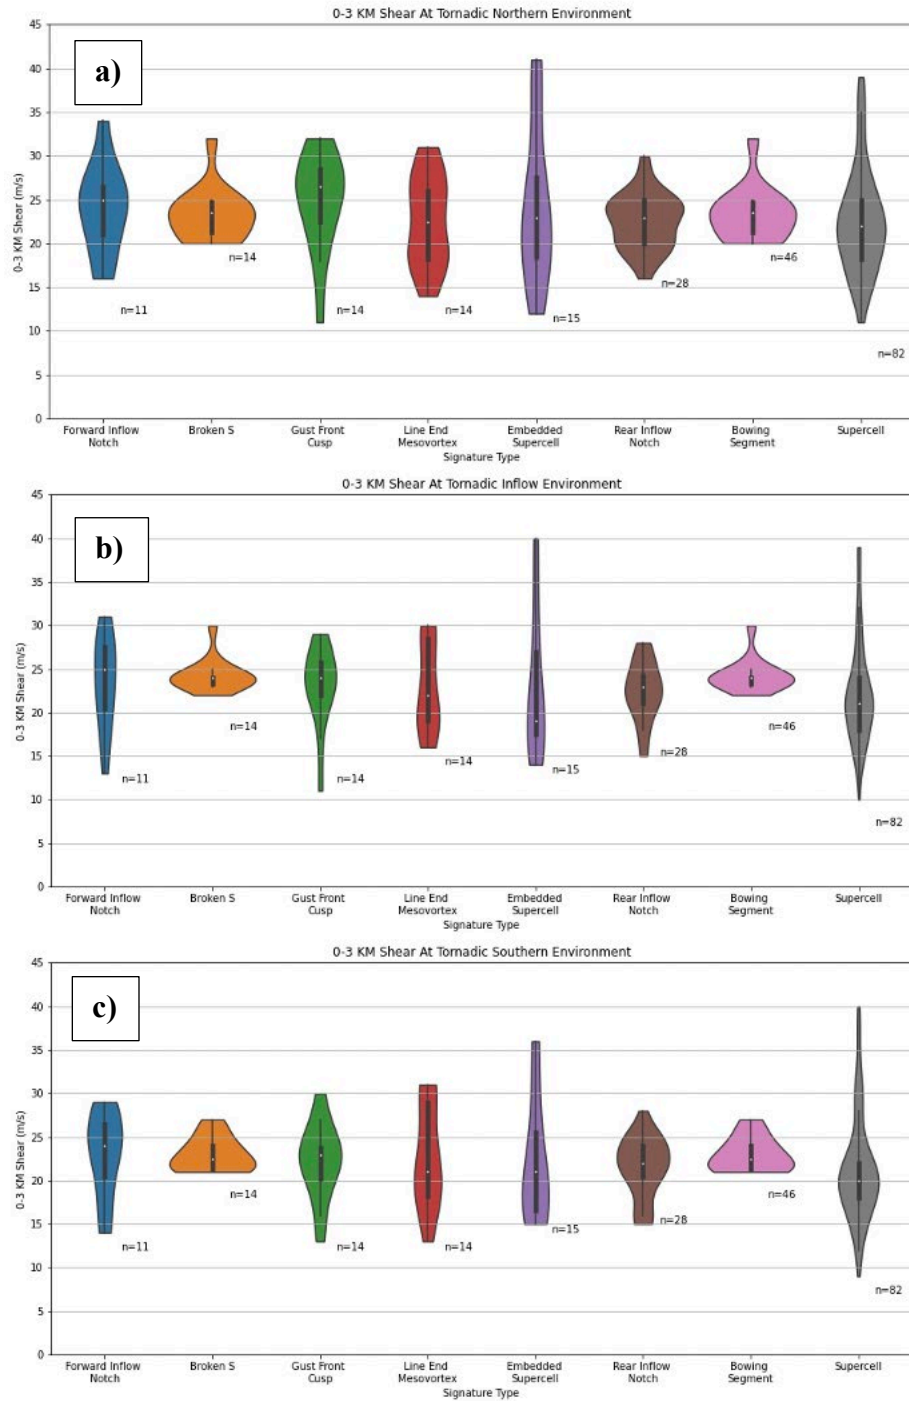 0-3 KM Shear At Tornadic Northern Environment
a)
45
40
35
30
25
20
15
10
5
0
0-3 KM Shear (m/s)
n=11
n=14
n=14
n=14
n=15
n=28
n=46
n=82
Forward Inflow
Notch
Broken S
Gust Front
Cusp
Line End
Mesovortex
Embedded
Supercell
Rear Inflow
Notch
Bowing
Segment
Supercell
Signature Type
0-3 KM Shear At Tornadic Inflow Environment
b)
45
40
35
30
25
20
15
10
5
0
0-3 KM Shear (m/s)
n=11
n=14
n=14
n=14
n=15
n=28
n=46
n=82
Forward Inflow
Notch
Broken S
Gust Front
Cusp
Line End
Mesovortex
Embedded
Supercell
Rear Inflow
Notch
Bowing
Segment
Supercell
Signature Type
0-3 KM Shear At Tornadic Southern Environment
c)
45
40
35
30
25
20
15
10
5
0
0-3 KM Shear (m/s)
n=11
n=14
n=14
n=14
n=15
n=28
n=46
n=82
Forward Inflow
Notch
Broken S
Gust Front
Cusp
Line End
Mesovortex
Embedded
Supercell
Rear Inflow
Notch
Bowing
Segment
Supercell
Signature Type